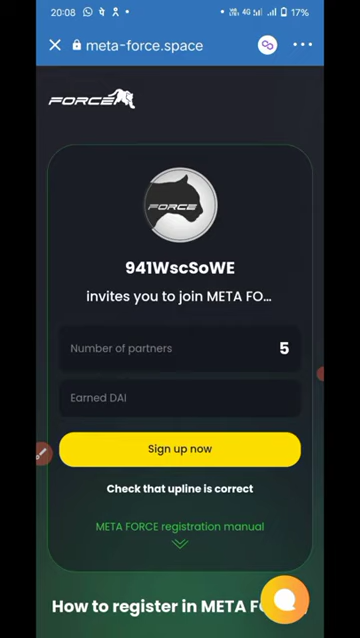 20:08
4G
17%
meta-force.space
FORCE
FORCE
941WscSoWE
invites you to join META FO...
Number of partners
5
Earned DAI
Sign up now
Check that upline is correct
META FORCE registration manual
How to register in META